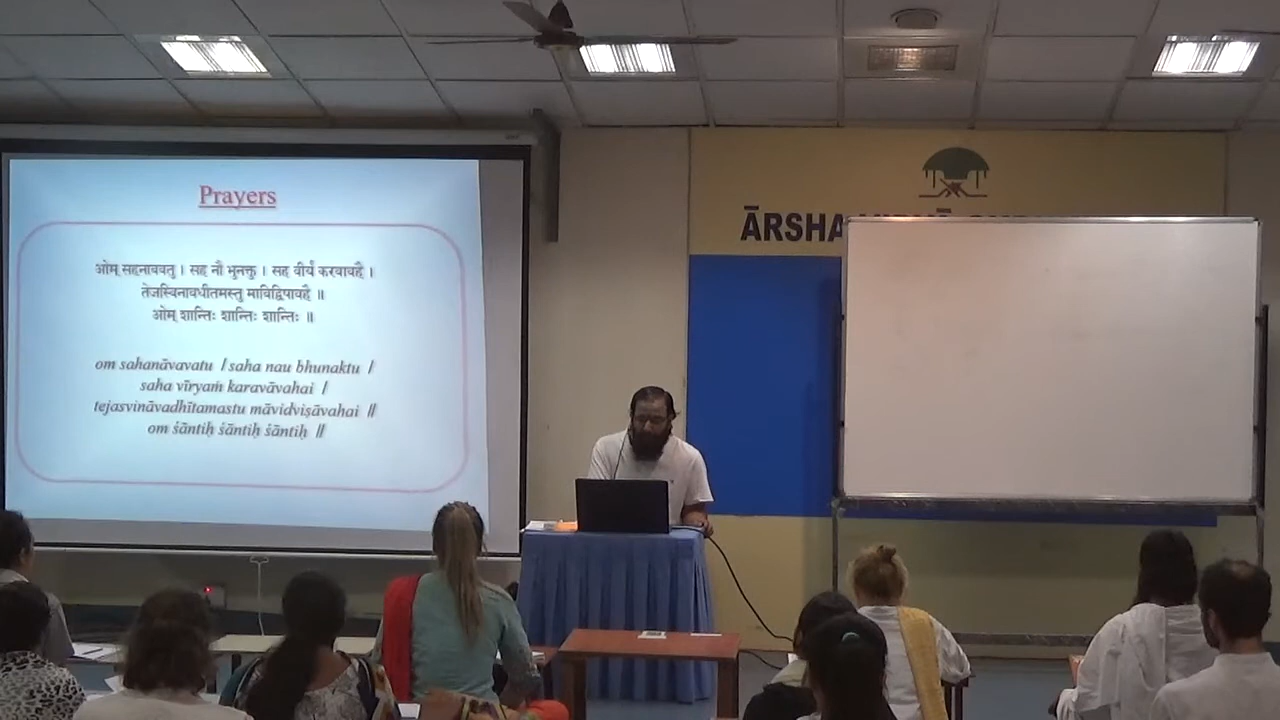 Prayers
ओम् सहनाववतु । सह नौ भुनक्तु । सह वीर्यं करवावहै ।
तेजस्विनावधीतमस्तु माविद्विषावहै ॥
ओम् शान्तिः शान्तिः शान्तिः ॥
om sahanāvavatu । saha nau bhunaktu ।
saha vīryaṁ karavāvahai ।
tejasvināvadhītamastu māvidviṣāvahai ॥
om śāntiḥ śāntiḥ śāntiḥ ॥
ĀRSHA